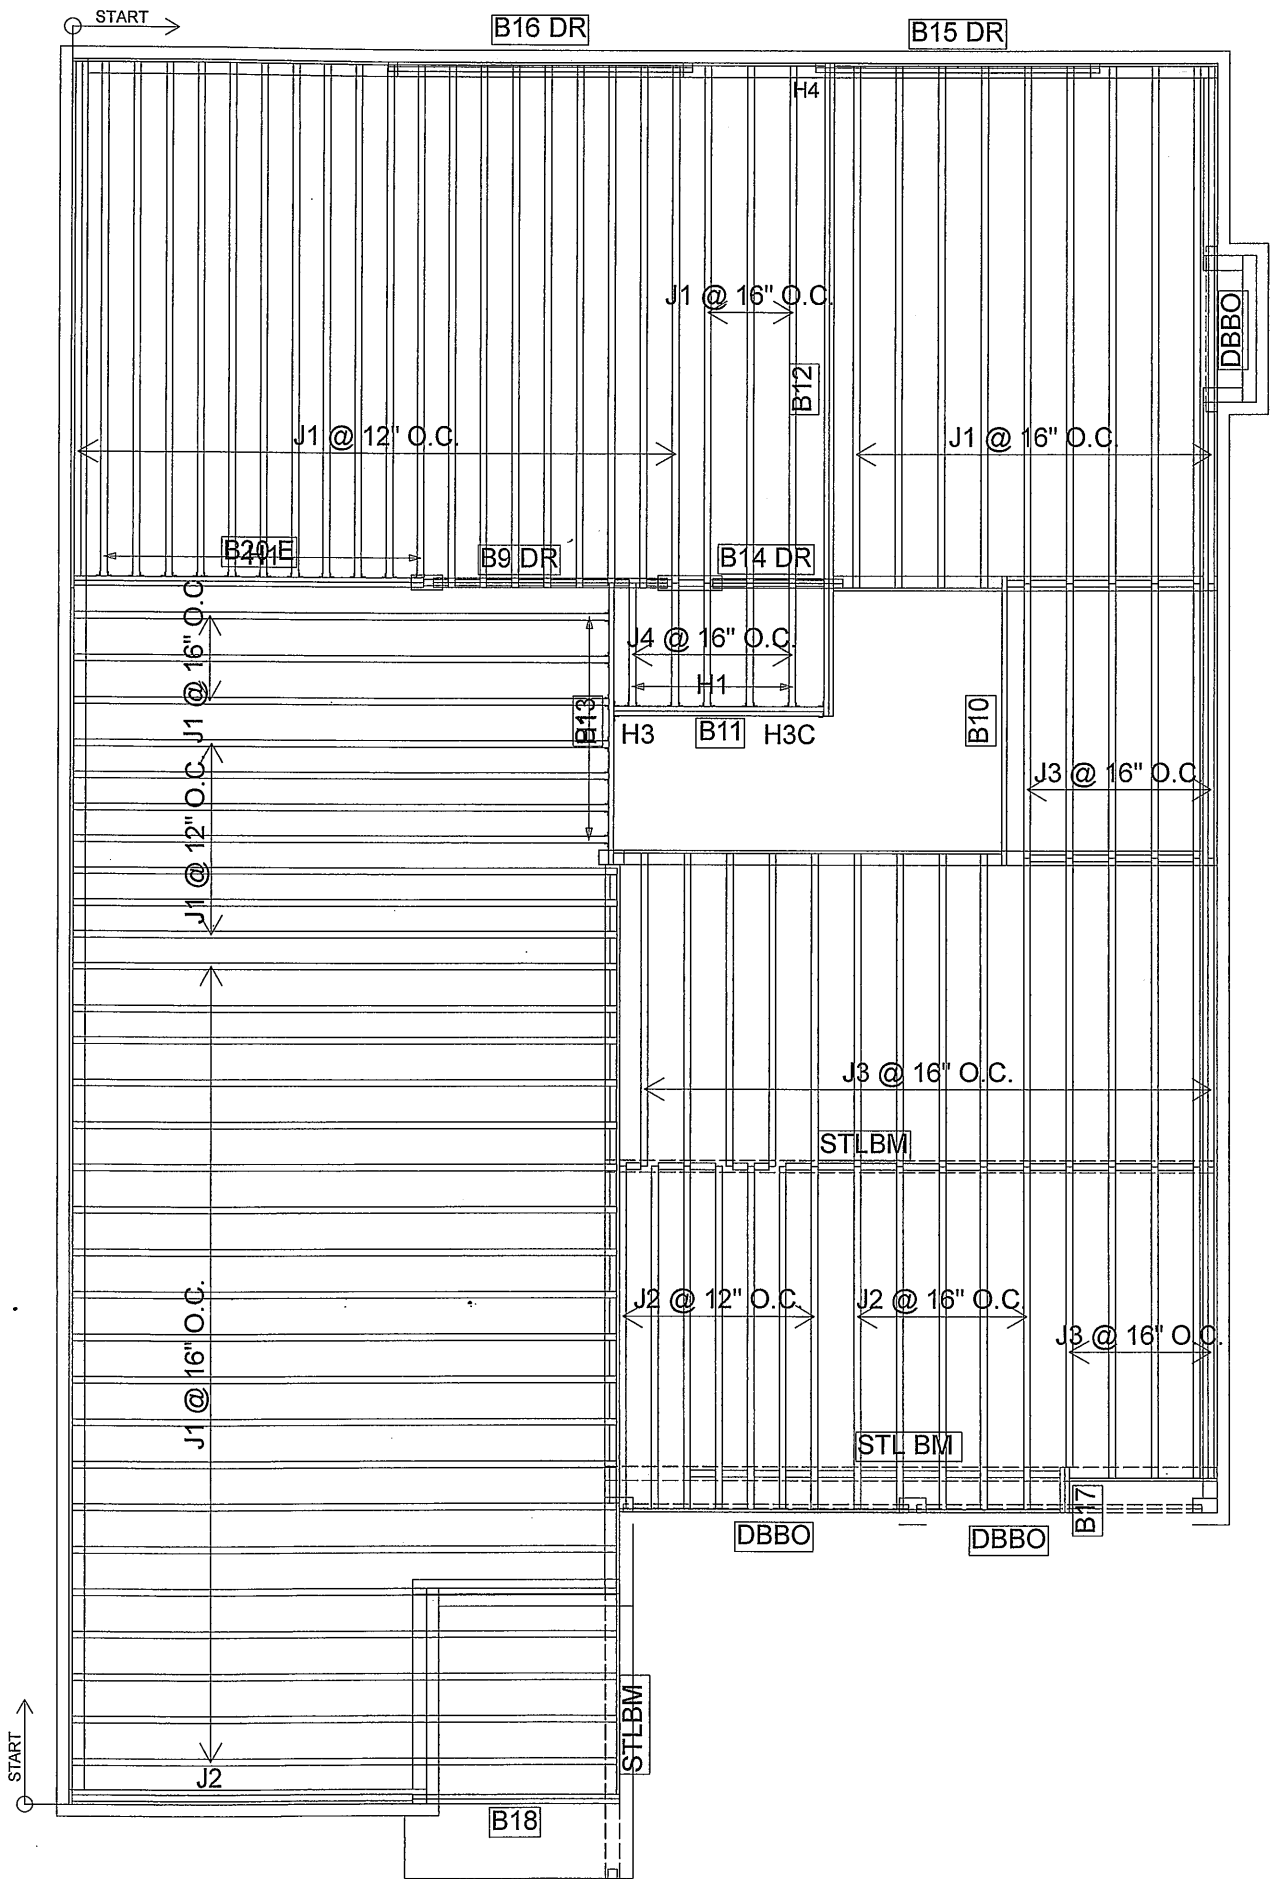 START
B16 DR
B15 DR
H4
J1 @ 16" O.C.
DBBO
B12
J1 @ 12" O.C.
J1 @ 16" O.C.
B20 E
H1
B9 DR
B14 DR
J1 @ 16" O.C
J4 @ 16" O.C.
H1
B13
H3
B11
H3C
B10
J3 @ 16" O.C
J1 @ 12" O.C.
J3 @ 16" O.C.
STLBM
J1 @ 16" O.C.
J2 @ 12" O.C.
J2 @ 16" O.C.
J3 @ 16" O.C.
STL BM
B17
DBBO
DBBO
STLBM
START
J2
B18